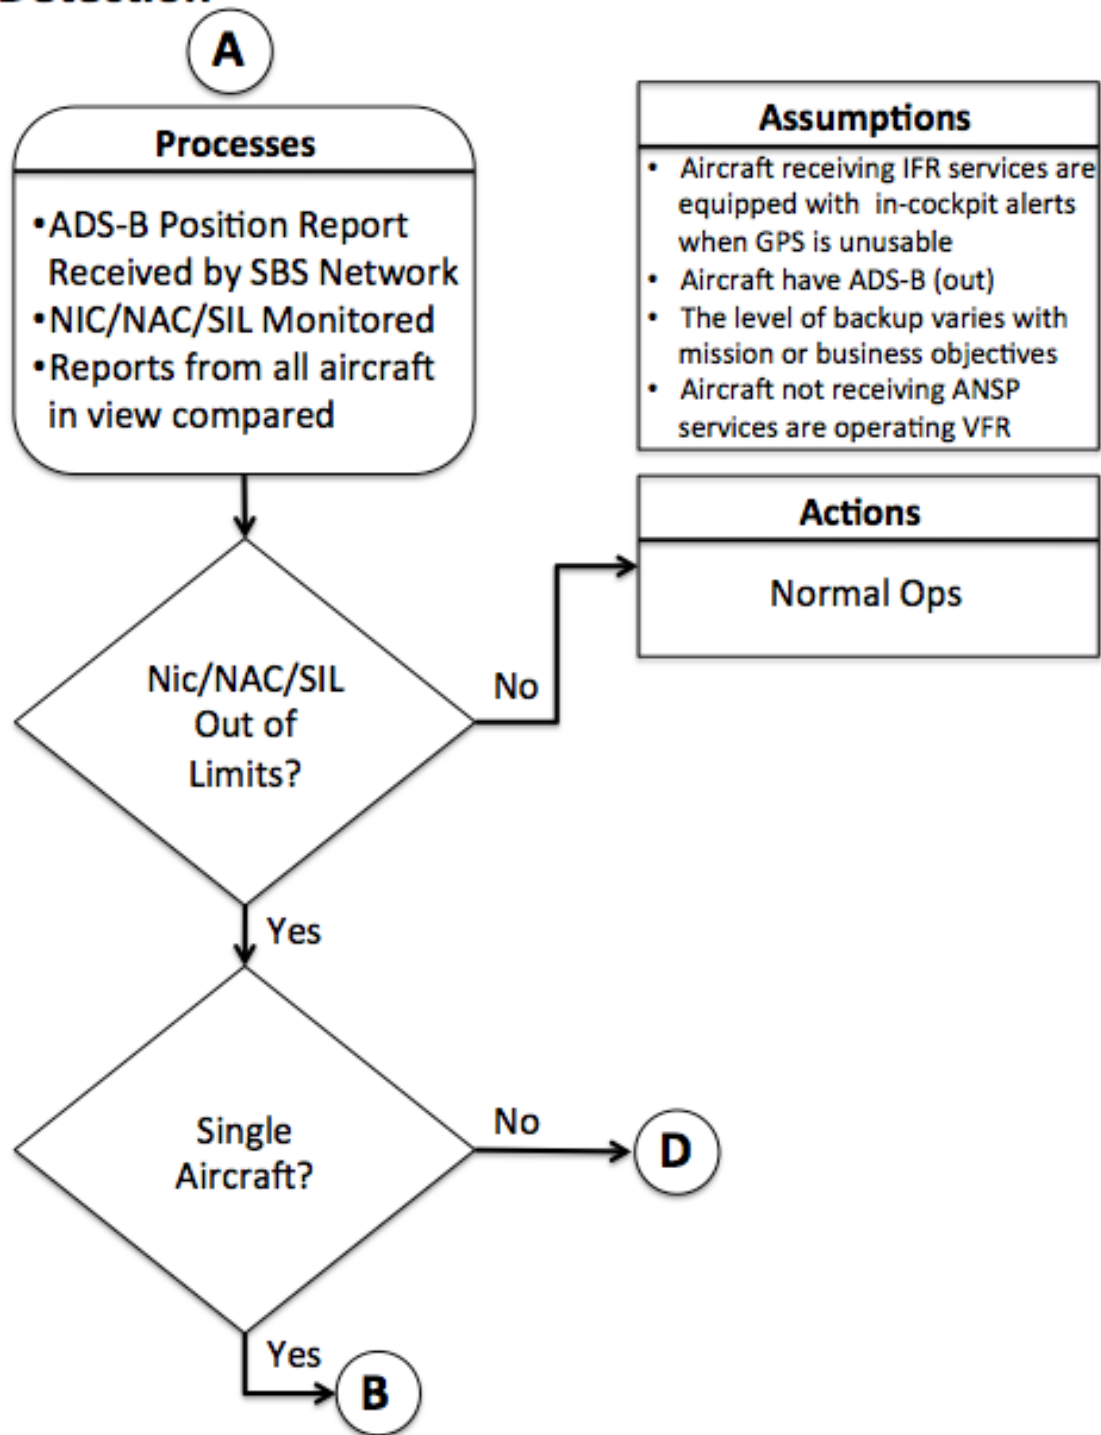 Detection
A
Processes
•ADS-B Position Report
Received by SBS Network
•NIC/NAC/SIL Monitored
•Reports from all aircraft
in view compared
Assumptions
• Aircraft receiving IFR services are
equipped with in-cockpit alerts
when GPS is unusable
• Aircraft have ADS-B (out)
• The level of backup varies with
mission or business objectives
• Aircraft not receiving ANSP
services are operating VFR
Actions
Normal Ops
Nic/NAC/SIL
Out of
Limits?
No
Yes
Single
Aircraft?
No
D
Yes
B